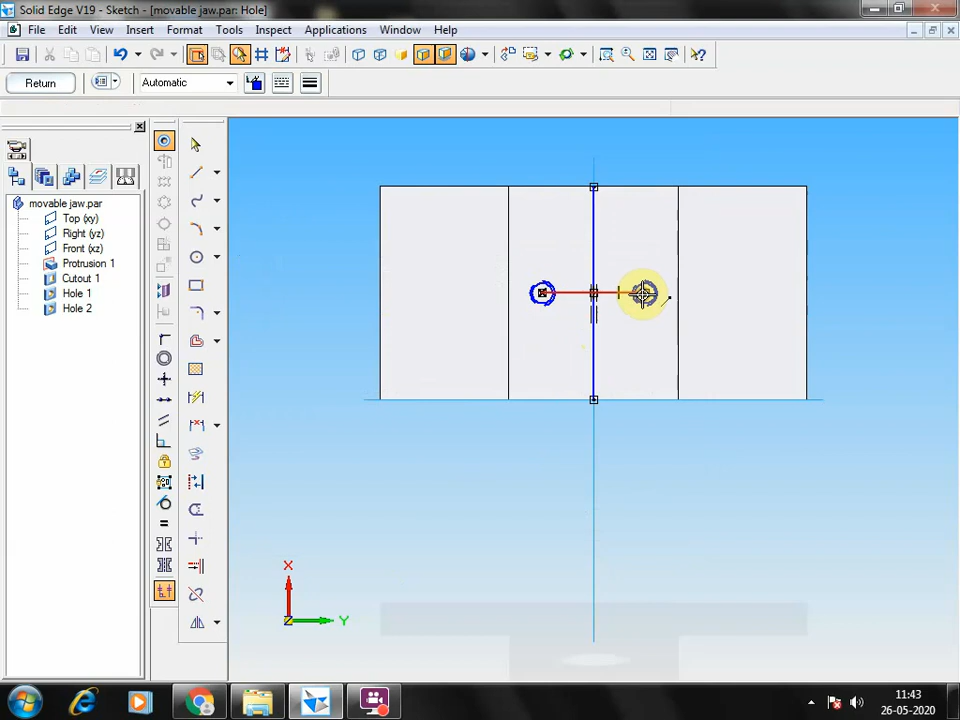 Solid Edge V19 - Sketch - [movable jaw.par: Hole]
File Edit View Insert Format Tools Inspect Applications Window Help
Return Automatic
movable jaw.par
Top (xy)
Right (yz)
Front (xz)
Protrusion 1
Cutout 1
Hole 1
Hole 2
X
Y
11:43
26-05-2020